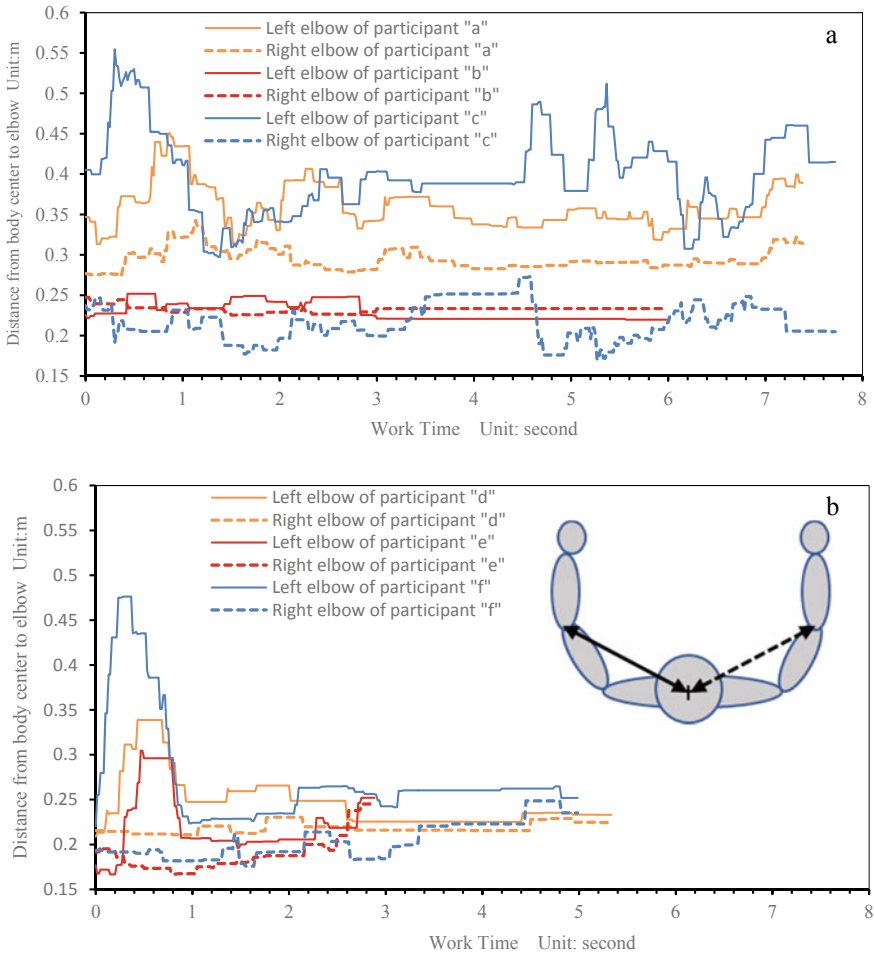 0.6
0.55
0.5
0.45
0.4
0.35
0.3
0.25
0.2
0.15
Distance from body center to elbow Unit:m
a
Left elbow of participant "a"
Right elbow of participant "a"
Left elbow of participant "b"
Right elbow of participant "b"
Left elbow of participant "c"
Right elbow of participant "c"
0 1 2 3 4 5 6 7 8
Work Time Unit: second
0.6
0.55
0.5
0.45
0.4
0.35
0.3
0.25
0.2
0.15
Distance from body center to elbow Unit:m
b
Left elbow of participant "d"
Right elbow of participant "d"
Left elbow of participant "e"
Right elbow of participant "e"
Left elbow of participant "f"
Right elbow of participant "f"
0 1 2 3 4 5 6 7 8
Work Time Unit: second